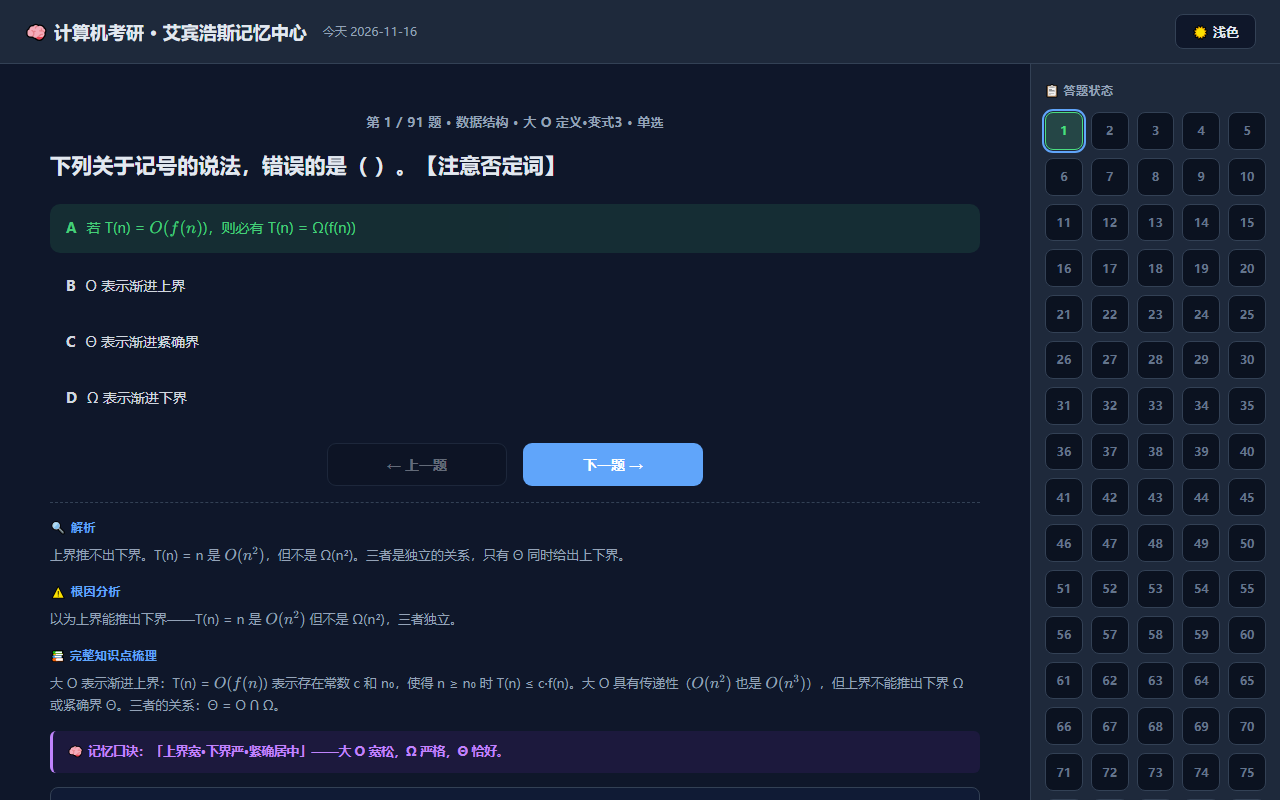 🧠 计算机考研 • 艾宾浩斯记忆中心 今天 2026-11-16
浅色
第 1 / 91 题 • 数据结构 • 大 O 定义·变式3 • 单选
下列关于记号的说法，错误的是（ ）。【注意否定词】
A 若 T(n) = O(f(n))，则必有 T(n) = Ω(f(n))
B O 表示渐进上界
C Θ 表示渐进紧确界
D Ω 表示渐进下界
← 上一题 下一题 →
🔍 解析
上界推不出下界。T(n) = n 是 O(n²)，但不是 Ω(n²)。三者是独立的关系，只有 Θ 同时给出上下界。
⚠️ 根因分析
以为上界能推出下界——T(n) = n 是 O(n²) 但不是 Ω(n²)，三者独立。
📚 完整知识点梳理
大 O 表示渐进上界：T(n) = O(f(n)) 表示存在常数 c 和 n₀，使得 n ≥ n₀ 时 T(n) ≤ c·f(n)。大 O 具有传递性（O(n²) 也是 O(n³)），但上界不能推出下界 Ω
或紧确界 Θ。三者的关系：Θ = O ∩ Ω。
🧠 记忆口诀：「上界宽·下界严·紧确居中」——大 O 宽松，Ω 严格，Θ 恰好。
📋 答题状态
1 2 3 4 5
6 7 8 9 10
11 12 13 14 15
16 17 18 19 20
21 22 23 24 25
26 27 28 29 30
31 32 33 34 35
36 37 38 39 40
41 42 43 44 45
46 47 48 49 50
51 52 53 54 55
56 57 58 59 60
61 62 63 64 65
66 67 68 69 70
71 72 73 74 75